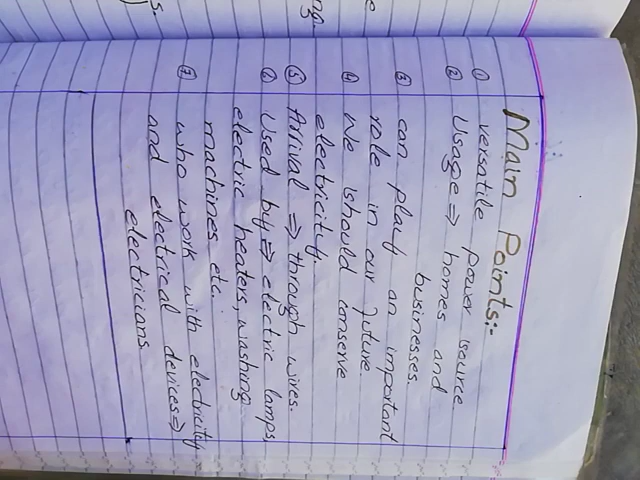 Main Points:-
① versatile power source
② Usage ⇒ homes and
businesses.
③ can play an important
role in our future.
④ We should conserve
electricity.
⑤ Arrival ⇒ through wires.
⑥ Used by ⇒ electric lamps,
electric heaters, washing
machines etc.
⑦ who work with electricity
and electrical devices ⇒
electricians.